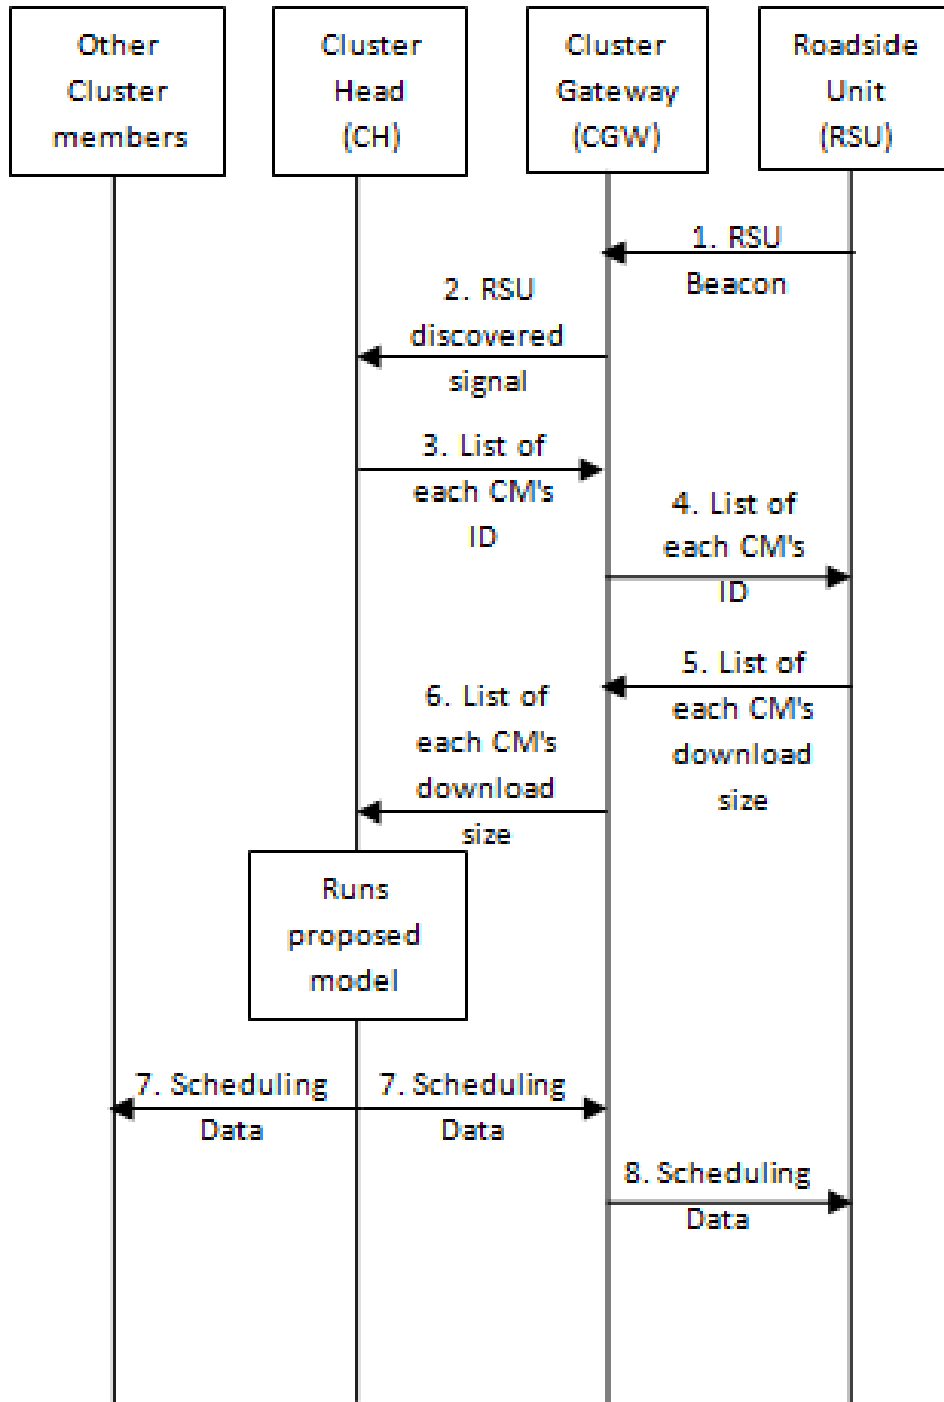 Other
Cluster
members
Cluster
Head
(CH)
Cluster
Gateway
(CGW)
Roadside
Unit
(RSU)
1. RSU
Beacon
2. RSU
discovered
signal
3. List of
each CM's
ID
4. List of
each CM's
ID
5. List of
each CM's
download
size
6. List of
each CM's
download
size
Runs
proposed
model
7. Scheduling
Data
7. Scheduling
Data
8. Scheduling
Data